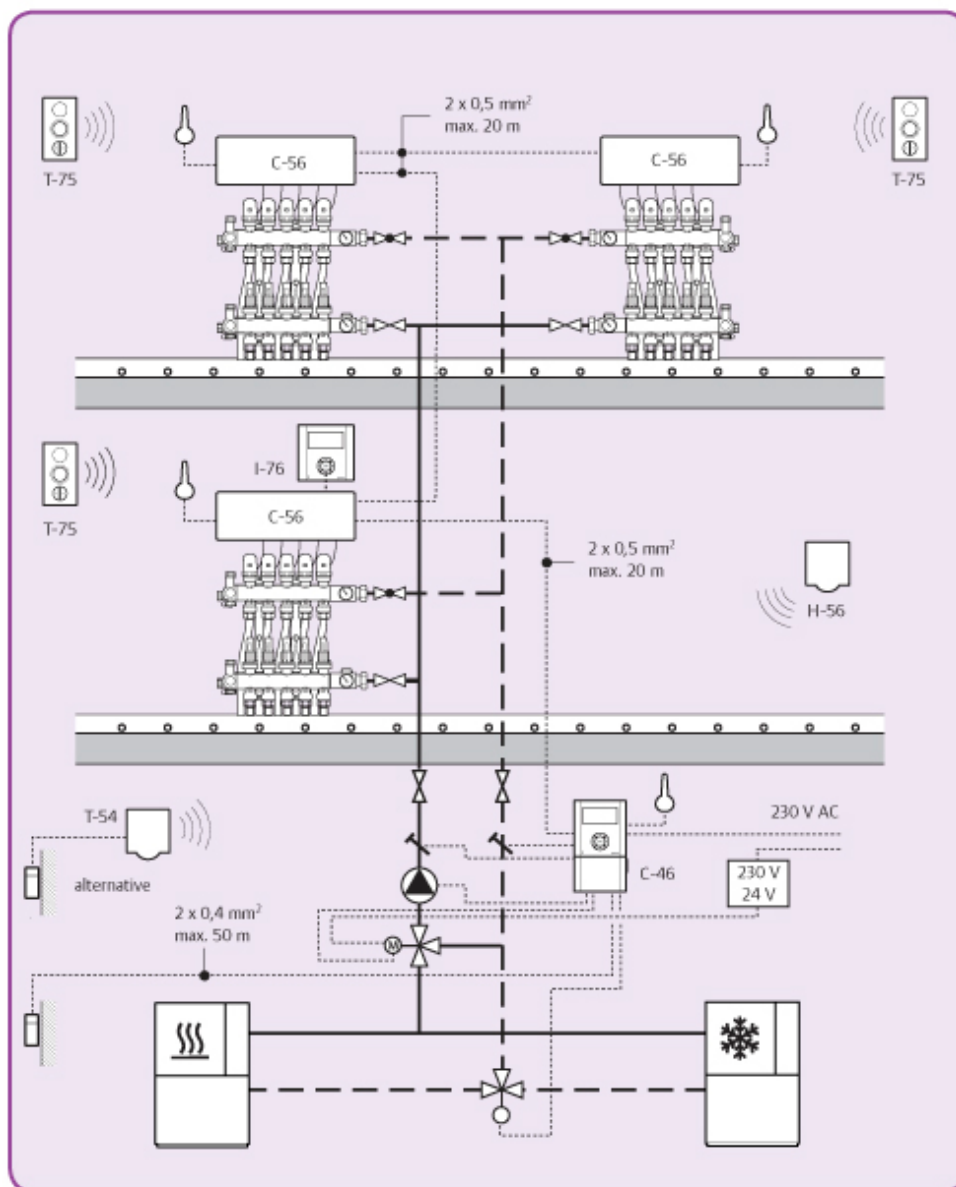 2 x 0,5 mm²
max. 20 m
C-56
C-56
T-75
T-75
I-76
C-56
T-75
2 x 0,5 mm²
max. 20 m
H-56
T-54
230 V AC
C-46
230 V
24 V
alternative
2 x 0,4 mm²
max. 50 m
M